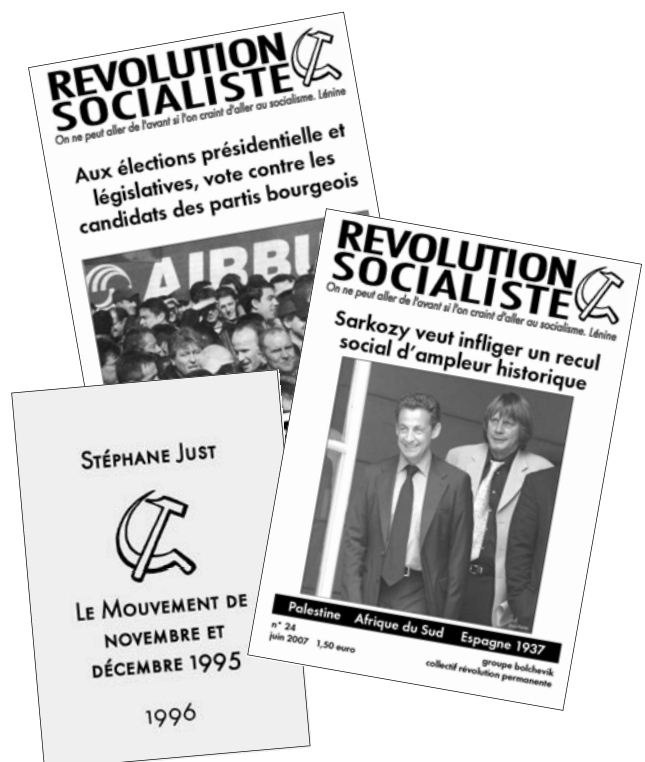 REVOLUTION
SOCIALISTE
On ne peut aller de l'avant si l'on craint d'aller au socialisme. Lénine
Aux élections présidentielle et
législatives, vote contre les
candidats des partis bourgeois
AIRBU
REVOLUTION
SOCIALISTE
On ne peut aller de l'avant si l'on craint d'aller au socialisme. Lénine
Sarkozy veut infliger un recul
social d'ampleur historique
Palestine Afrique du Sud Espagne 1937
n° 24
juin 2007 1,50 euro
groupe bolchevik
collectif révolution permanente
STÉPHANE JUST
LE MOUVEMENT DE
NOVEMBRE ET
DÉCEMBRE 1995
1996